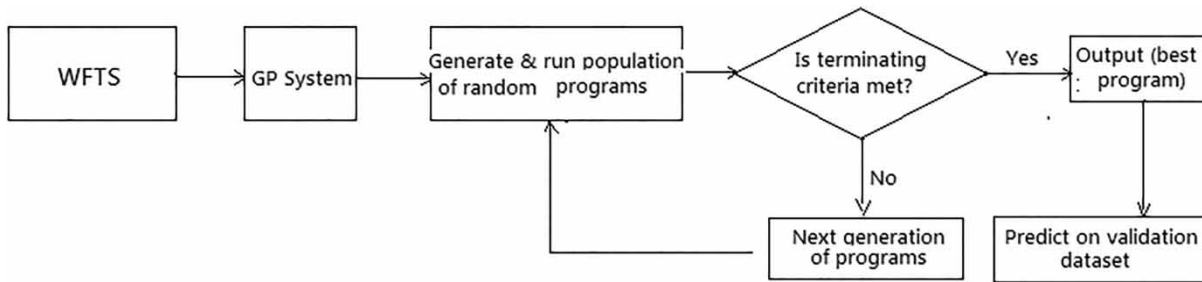 WFTS
GP System
Generate & run population
of random programs
Is terminating
criteria met?
Yes
Output (best
: program)
No
Next generation
of programs
Predict on validation
dataset